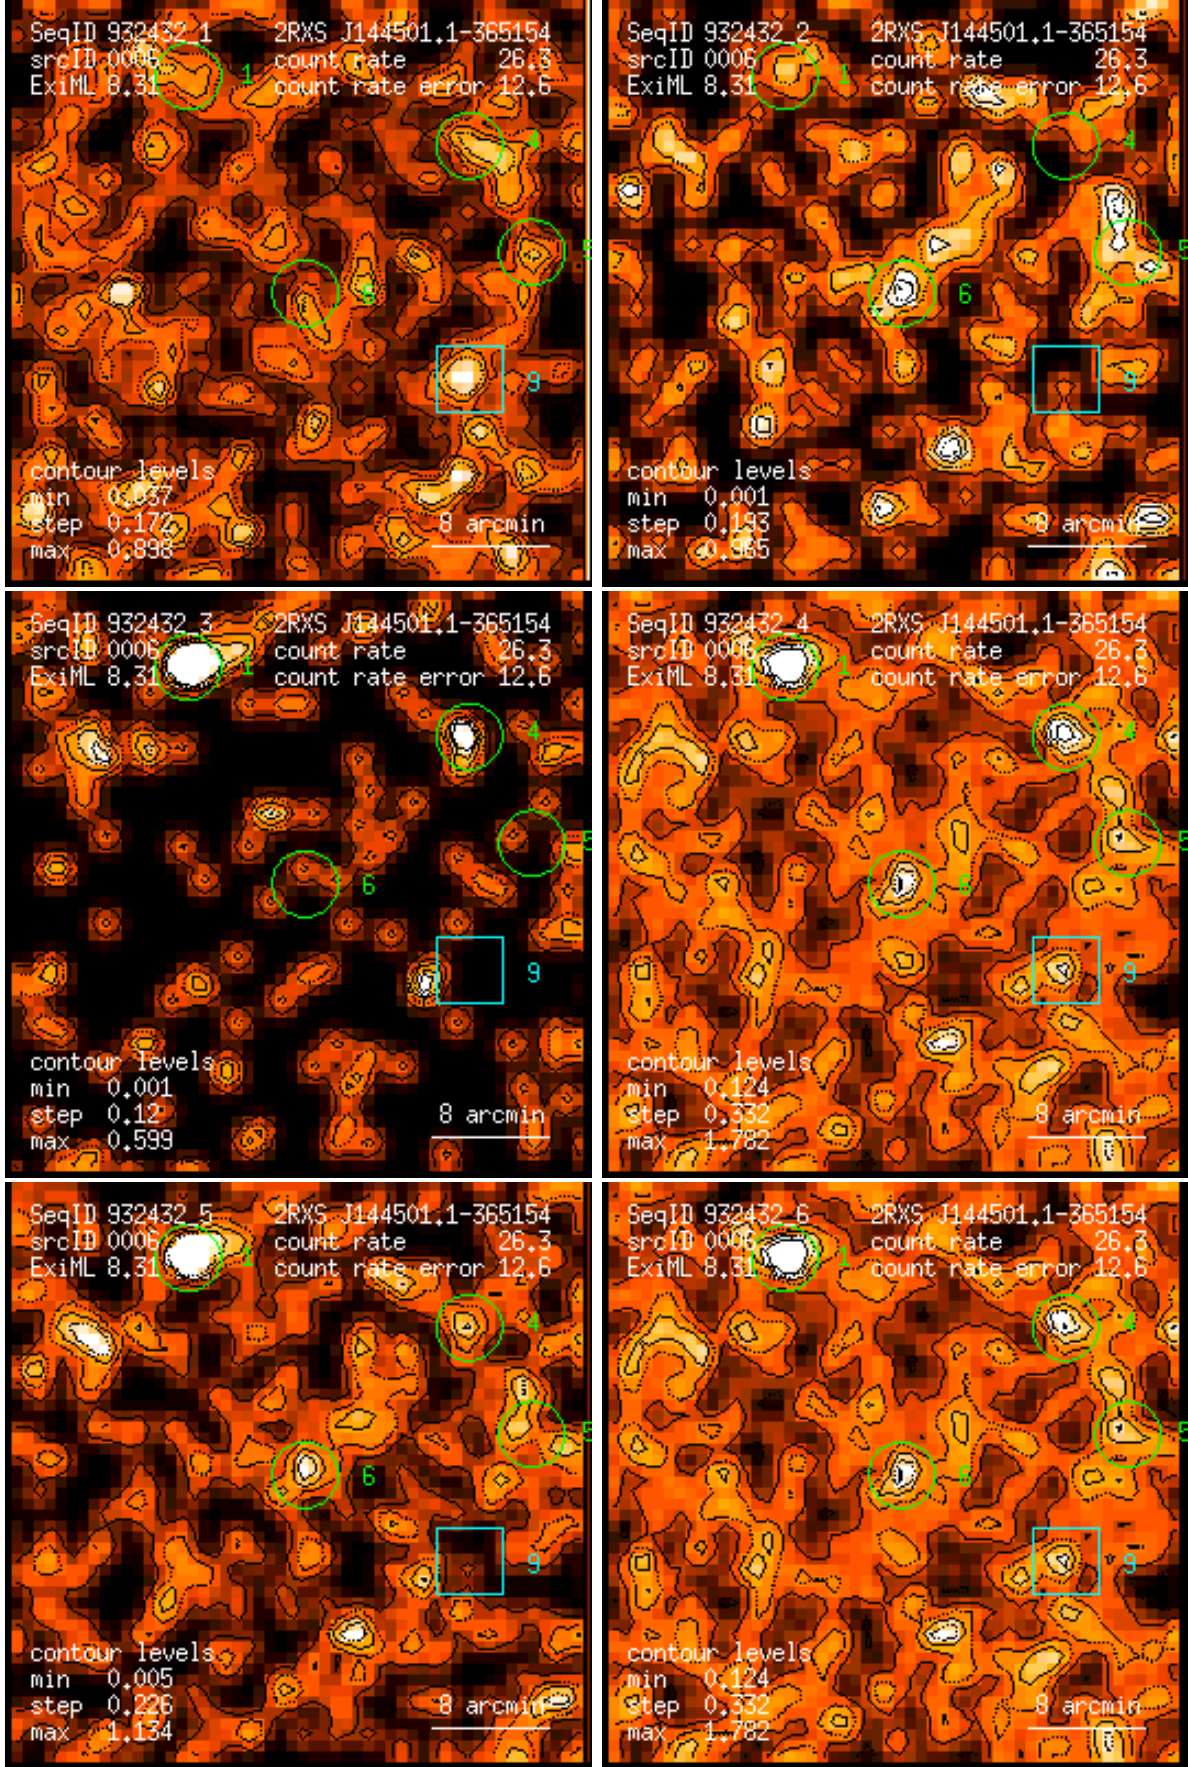 SeqID 932432_1 2RXS J144501.1-365154
srcID 0006 count rate 26.3
ExiML 8.31 count rate error 12.6
1
4
5
6
9
contour levels
min 0.037
step 0.172
max 0.898
8 arcmin
SeqID 932432_2 2RXS J144501.1-365154
srcID 0006 count rate 26.3
ExiML 8.31 count rate error 12.6
1
4
5
6
9
contour levels
min 0.001
step 0.193
max 0.965
8 arcmin
SeqID 932432_3 2RXS J144501.1-365154
srcID 0006 count rate 26.3
ExiML 8.31 count rate error 12.6
1
4
5
6
9
contour levels
min 0.001
step 0.12
max 0.599
8 arcmin
SeqID 932432_4 2RXS J144501.1-365154
srcID 0006 count rate 26.3
ExiML 8.31 count rate error 12.6
1
4
5
6
9
contour levels
min 0.124
step 0.332
max 1.782
8 arcmin
SeqID 932432_5 2RXS J144501.1-365154
srcID 0006 count rate 26.3
ExiML 8.31 count rate error 12.6
1
4
5
6
9
contour levels
min 0.005
step 0.226
max 1.134
8 arcmin
SeqID 932432_6 2RXS J144501.1-365154
srcID 0006 count rate 26.3
ExiML 8.31 count rate error 12.6
1
4
5
6
9
contour levels
min 0.124
step 0.332
max 1.782
8 arcmin